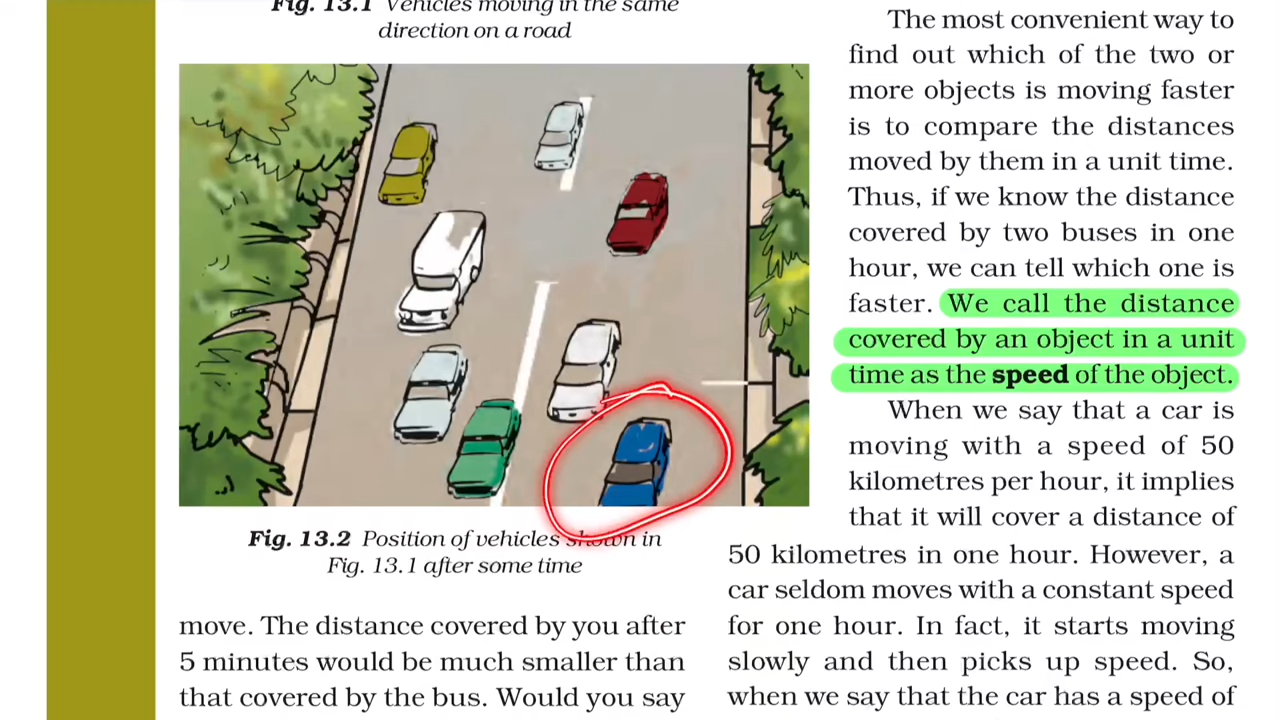 Fig. 13.1 Vehicles moving in the same
direction on a road
Fig. 13.2 Position of vehicles shown in
Fig. 13.1 after some time
move. The distance covered by you after
5 minutes would be much smaller than
that covered by the bus. Would you say
The most convenient way to
find out which of the two or
more objects is moving faster
is to compare the distances
moved by them in a unit time.
Thus, if we know the distance
covered by two buses in one
hour, we can tell which one is
faster. We call the distance
covered by an object in a unit
time as the speed of the object.
When we say that a car is
moving with a speed of 50
kilometres per hour, it implies
that it will cover a distance of
50 kilometres in one hour. However, a
car seldom moves with a constant speed
for one hour. In fact, it starts moving
slowly and then picks up speed. So,
when we say that the car has a speed of